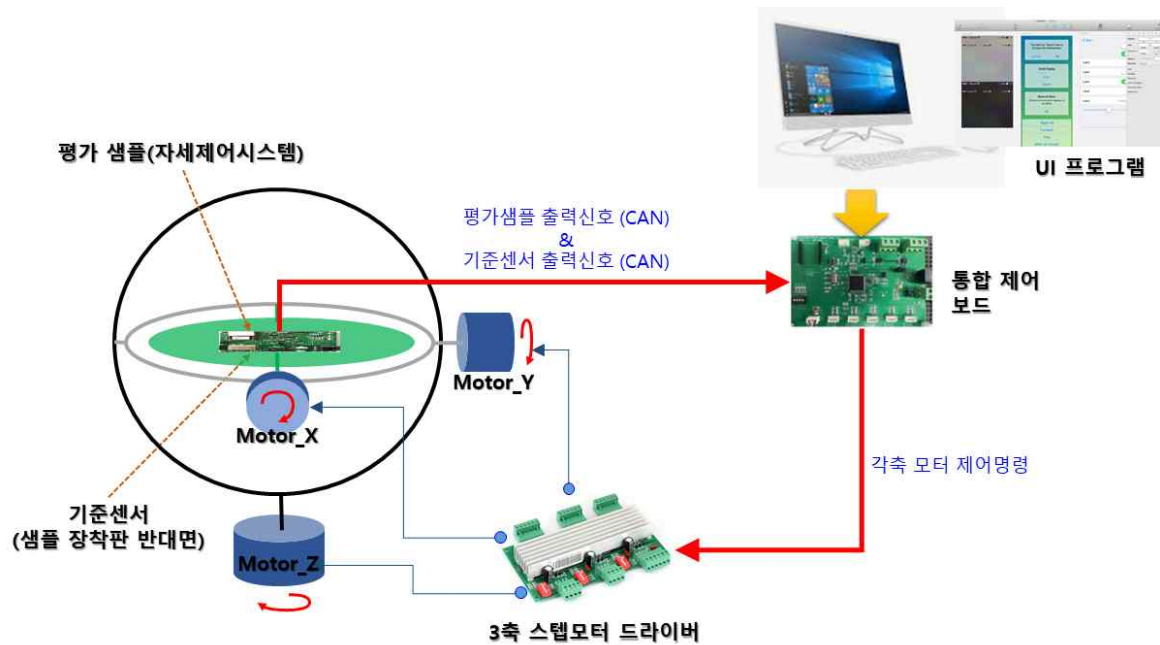 평가 샘플(자세제어시스템)
UI 프로그램
평가샘플 출력신호 (CAN)
&
기준센서 출력신호 (CAN)
통합 제어
보드
Motor_Y
Motor_X
각축 모터 제어명령
기준센서
(샘플 장착판 반대면)
Motor_Z
3축 스텝모터 드라이버